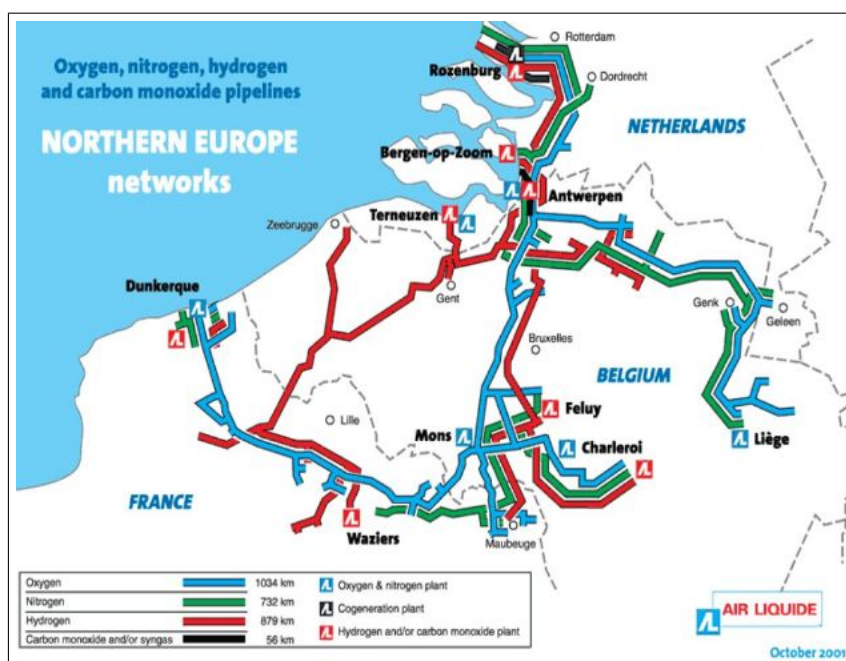 Oxygen, nitrogen, hydrogen
and carbon monoxide pipelines
NORTHERN EUROPE
networks
Rotterdam
Rozenburg
Dordrecht
NETHERLANDS
Bergen-op-Zoom
Antwerpen
Terneuzen
Zeebrugge
Dunkerque
Gent
Genk
Geleen
Bruxelles
BELGIUM
Lille
Mons
Feluy
Charleroi
Liège
FRANCE
Waziers
Maubeuge
Oxygen 1034 km
Nitrogen 732 km
Hydrogen 879 km
Carbon monoxide and/or syngas 56 km
Oxygen & nitrogen plant
Cogeneration plant
Hydrogen and/or carbon monoxide plant
AIR LIQUIDE
October 2001